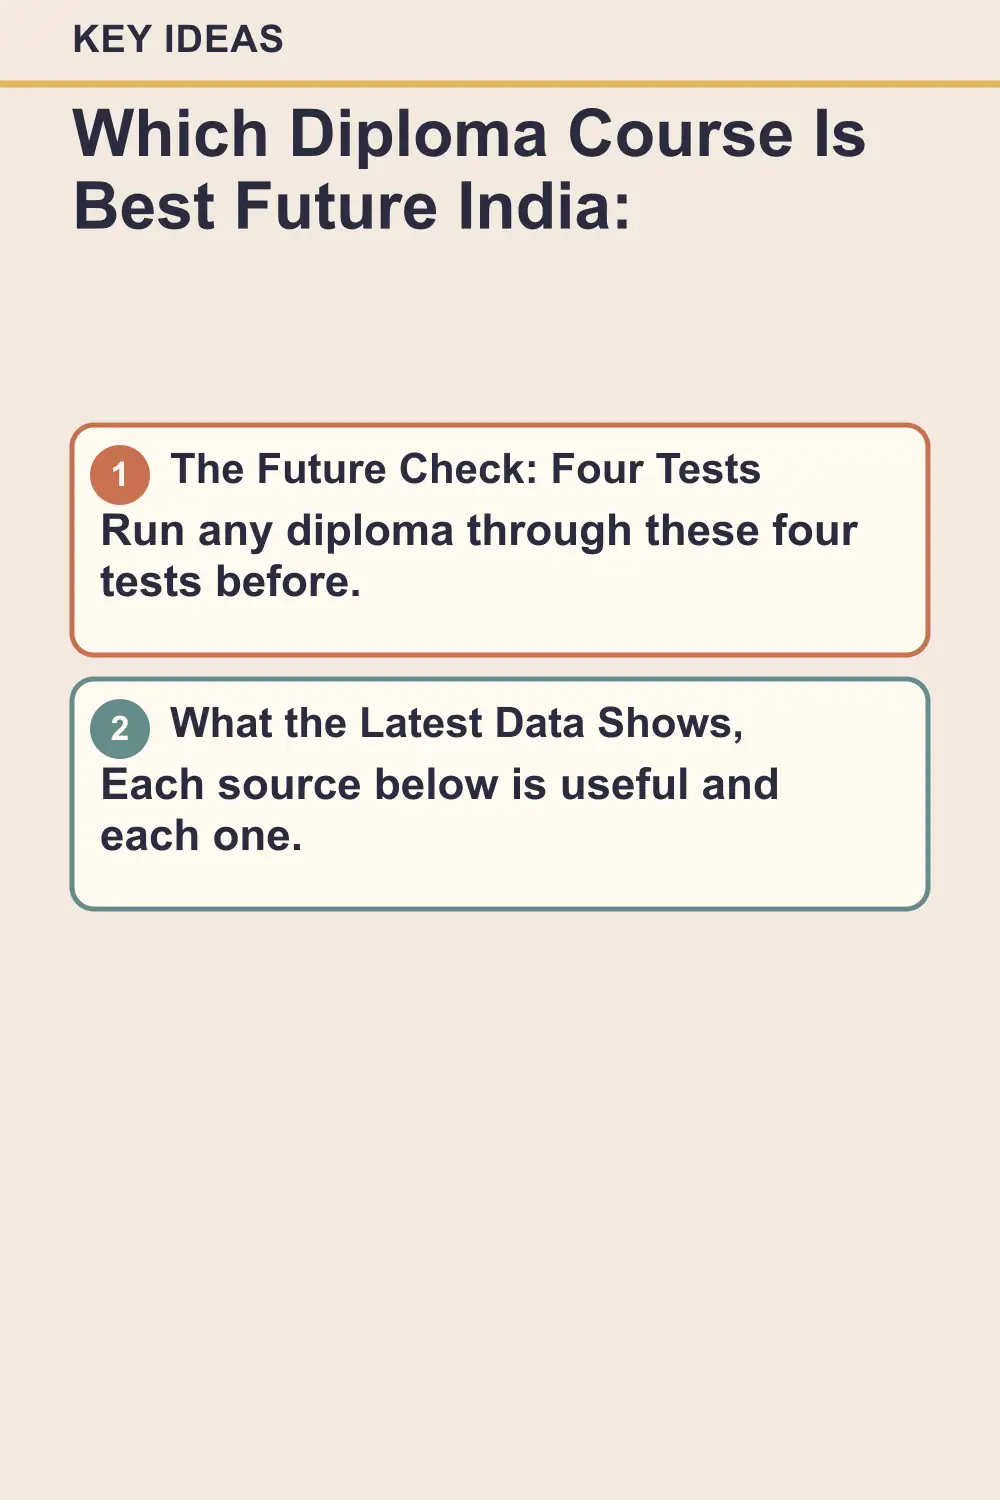 KEY IDEAS
Which Diploma Course Is
Best Future India:
1 The Future Check: Four Tests
Run any diploma through these four
tests before.
2 What the Latest Data Shows,
Each source below is useful and
each one.